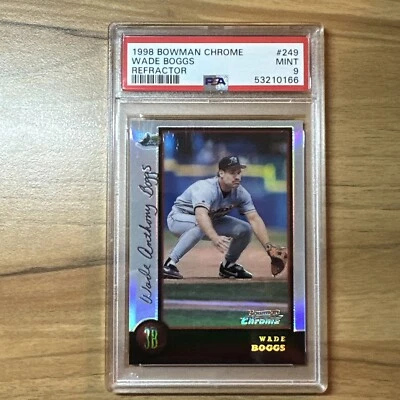 1998 BOWMAN CHROME #249
WADE BOGGS MINT
REFRACTOR 9
PSA 53210166
Wade Anthony Boggs
Bowman
Chrome
3B
WADE
BOGGS